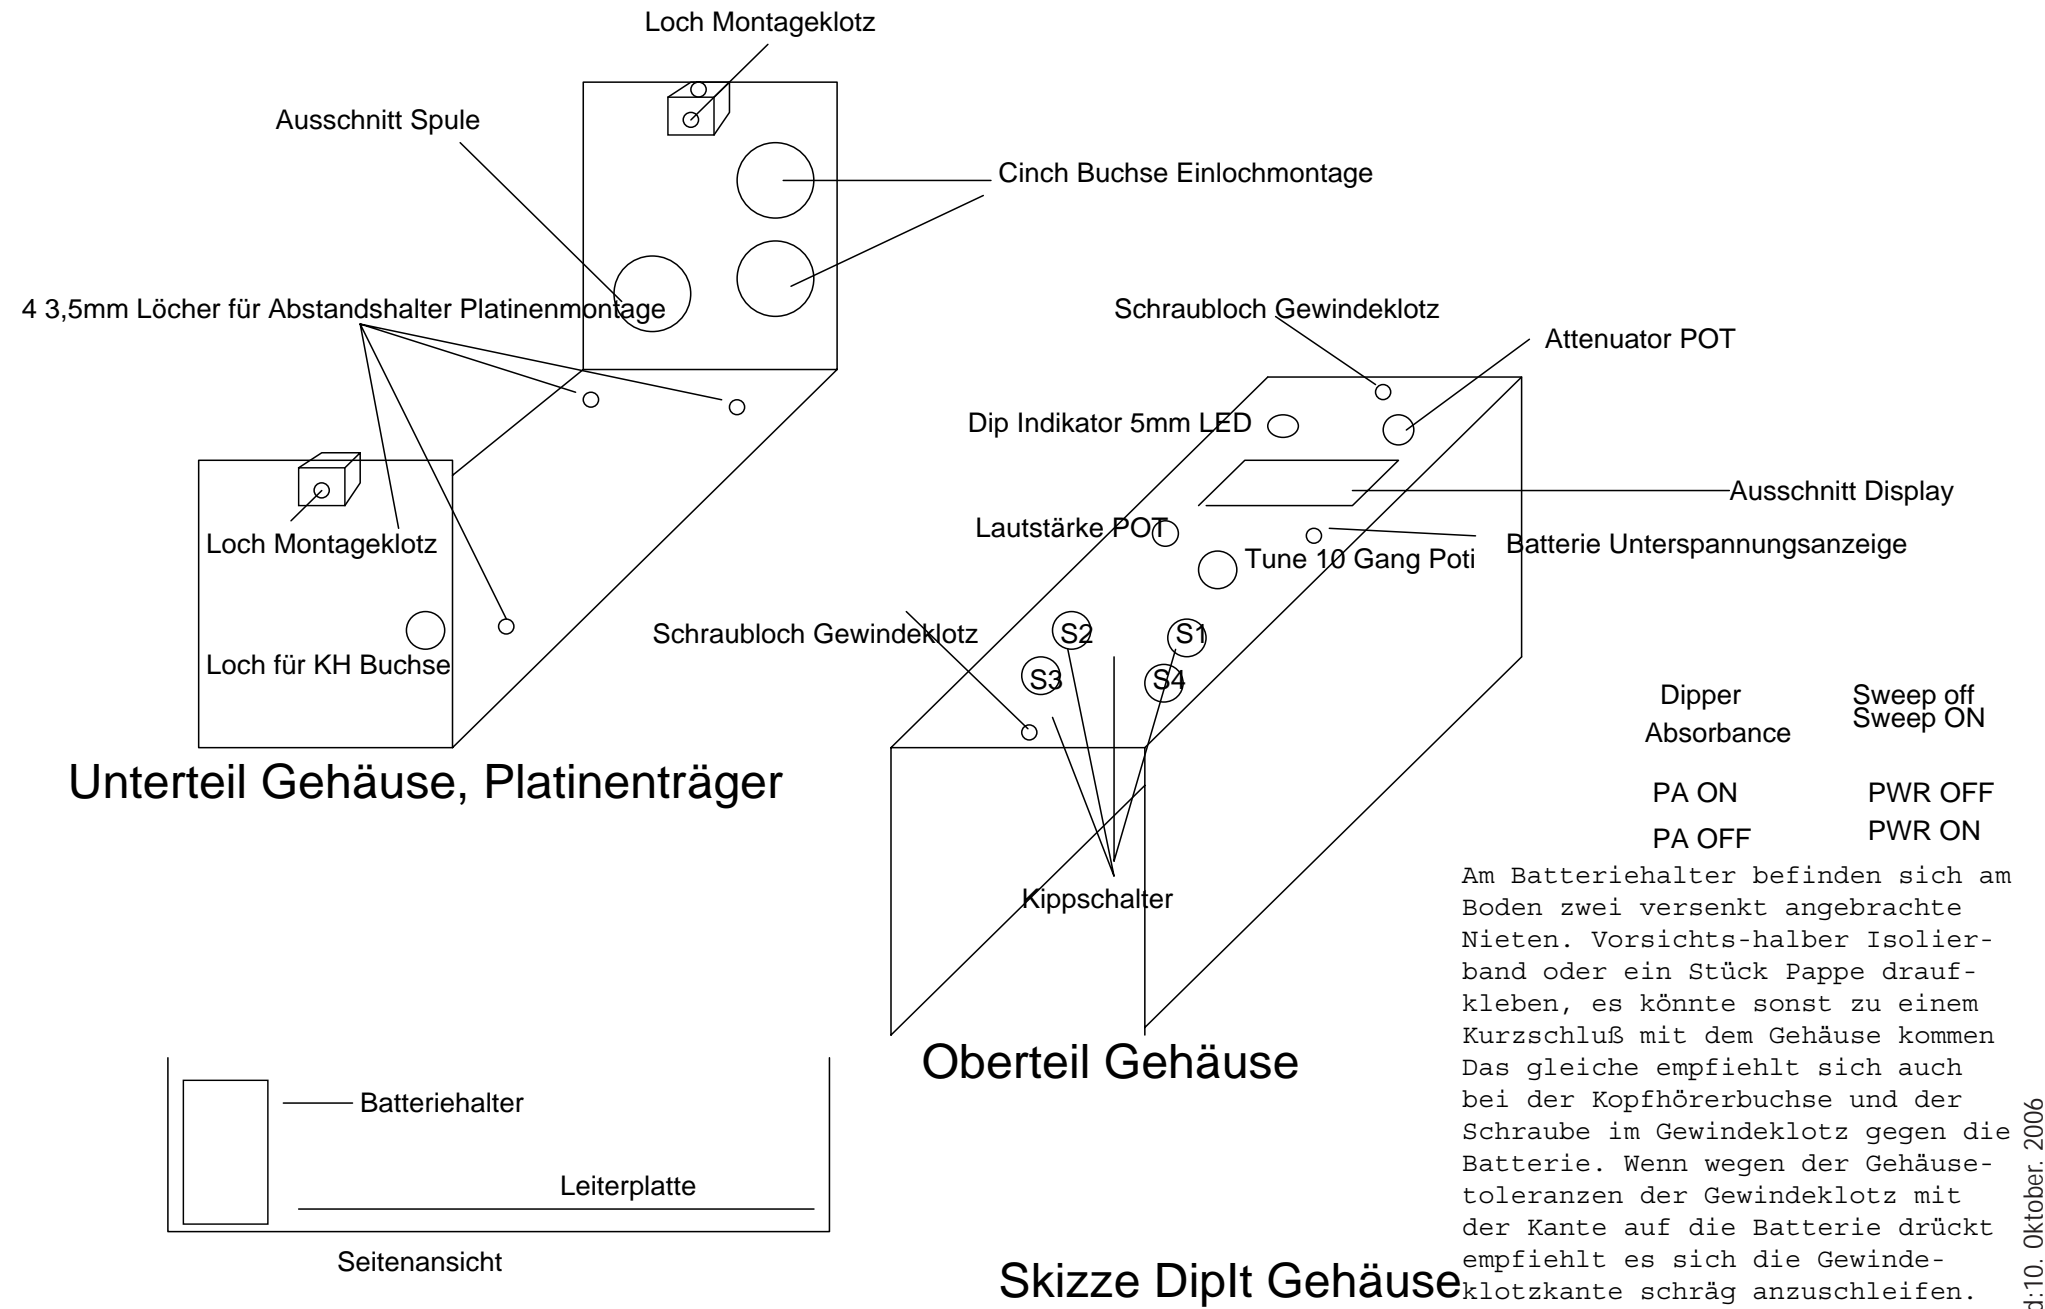 Loch Montageklotz
Ausschnitt Spule
Cinch Buchse Einlochmontage
4 3,5mm Löcher für Abstandshalter Platinenmontage
Loch Montageklotz
Loch für KH Buchse
Unterteil Gehäuse, Platinenträger
Schraubloch Gewindeklotz
Attenuator POT
Dip Indikator 5mm LED
Ausschnitt Display
Lautstärke POT
Batterie Unterspannungsanzeige
Tune 10 Gang Poti
Schraubloch Gewindeklotz
S2
S1
S3
S4
Kippschalter
Oberteil Gehäuse
Dipper
Absorbance
Sweep off
Sweep ON
PA ON
PA OFF
PWR OFF
PWR ON
Am Batteriehalter befinden sich am
Boden zwei versenkt angebrachte
Nieten. Vorsichts-halber Isolier-
band oder ein Stück Pappe drauf-
kleben, es könnte sonst zu einem
Kurzschluß mit dem Gehäuse kommen
Das gleiche empfiehlt sich auch
bei der Kopfhörerbuchse und der
Schraube im Gewindeklotz gegen die
Batterie. Wenn wegen der Gehäuse-
toleranzen der Gewindeklotz mit
der Kante auf die Batterie drückt
empfiehlt es sich die Gewinde-
klotzkante schräg anzuschleifen.
Batteriehalter
Leiterplatte
Seitenansicht
Skizze DipIt Gehäuse
d:10. Oktober. 2006